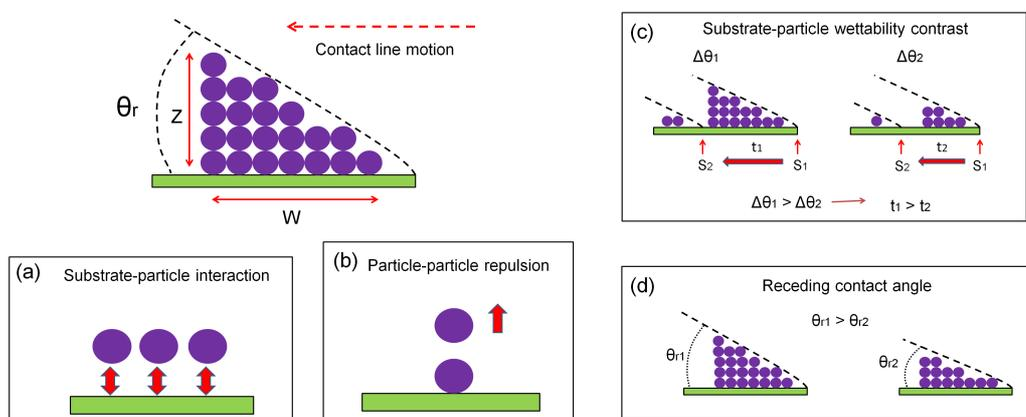 Contact line motion
θr
Z
W
(a)
Substrate-particle interaction
(b)
Particle-particle repulsion
(c)
Substrate-particle wettability contrast
Δθ1
Δθ2
t1
t2
S2
S1
S2
S1
Δθ1 > Δθ2
t1 > t2
(d)
Receding contact angle
θr1 > θr2
θr1
θr2